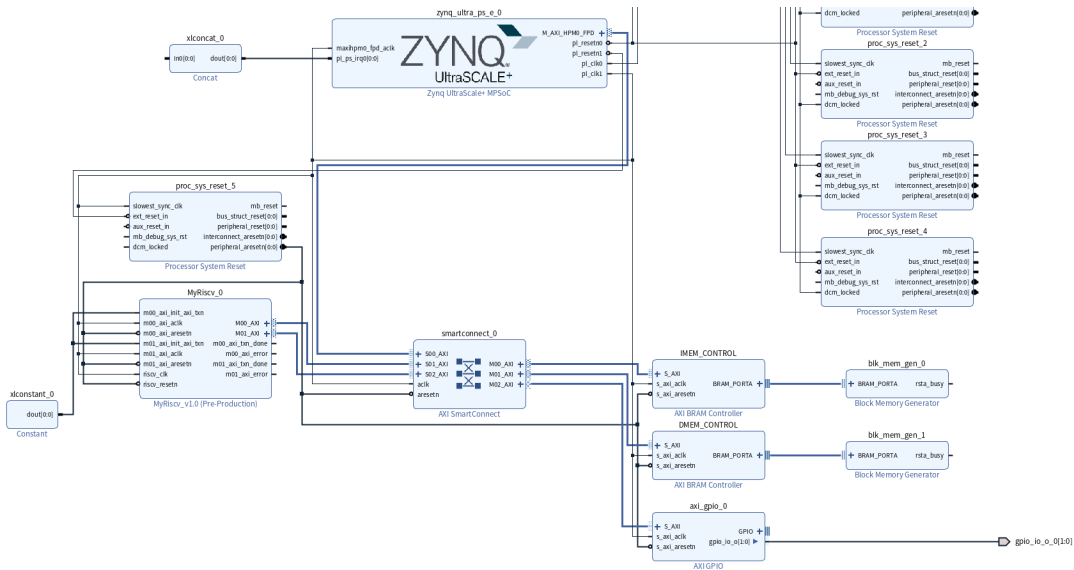 zynq_ultra_ps_e_0
M_AXI_HPM0_FPD
maxihpm0_fpd_aclk
pl_resetn0
pl_ps_irq0[0:0]
pl_resetn1
pl_clk0
pl_clk1
ZYNQ
UltraSCALE+
Zynq UltraScale+ MPSoC
xlconcat_0
In0[0:0]
dout[0:0]
Concat
dcm_locked
peripheral_aresetn[0:0]
Processor System Reset
proc_sys_reset_2
slowest_sync_clk
mb_reset
ext_reset_in
bus_struct_reset[0:0]
aux_reset_in
peripheral_reset[0:0]
mb_debug_sys_rst
interconnect_aresetn[0:0]
dcm_locked
peripheral_aresetn[0:0]
Processor System Reset
proc_sys_reset_3
slowest_sync_clk
mb_reset
ext_reset_in
bus_struct_reset[0:0]
aux_reset_in
peripheral_reset[0:0]
mb_debug_sys_rst
interconnect_aresetn[0:0]
dcm_locked
peripheral_aresetn[0:0]
Processor System Reset
proc_sys_reset_4
slowest_sync_clk
mb_reset
ext_reset_in
bus_struct_reset[0:0]
aux_reset_in
peripheral_reset[0:0]
mb_debug_sys_rst
interconnect_aresetn[0:0]
dcm_locked
peripheral_aresetn[0:0]
Processor System Reset
proc_sys_reset_5
slowest_sync_clk
mb_reset
ext_reset_in
bus_struct_reset[0:0]
aux_reset_in
peripheral_reset[0:0]
mb_debug_sys_rst
interconnect_aresetn[0:0]
dcm_locked
peripheral_aresetn[0:0]
Processor System Reset
MyRiscv_0
m00_axi_init_axi_txn
m00_axi_aclk
M00_AXI
m00_axi_aresetn
M01_AXI
m01_axi_init_axi_txn
m00_axi_txn_done
m01_axi_aclk
m00_axi_error
m01_axi_aresetn
m01_axi_txn_done
riscv_clk
m01_axi_error
riscv_resetn
MyRiscv_v1.0 (Pre-Production)
xlconstant_0
dout[0:0]
Constant
smartconnect_0
S00_AXI
S01_AXI
M00_AXI
S02_AXI
M01_AXI
aclk
M02_AXI
aresetn
AXI SmartConnect
IMEM_CONTROL
S_AXI
s_axi_aclk
BRAM_PORTA
s_axi_aresetn
AXI BRAM Controller
blk_mem_gen_0
BRAM_PORTA
rsta_busy
Block Memory Generator
DMEM_CONTROL
S_AXI
s_axi_aclk
BRAM_PORTA
s_axi_aresetn
AXI BRAM Controller
blk_mem_gen_1
BRAM_PORTA
rsta_busy
Block Memory Generator
axi_gpio_0
S_AXI
GPIO
s_axi_aclk
gpio_io_o[1:0]
s_axi_aresetn
AXI GPIO
gpio_io_o_0[1:0]